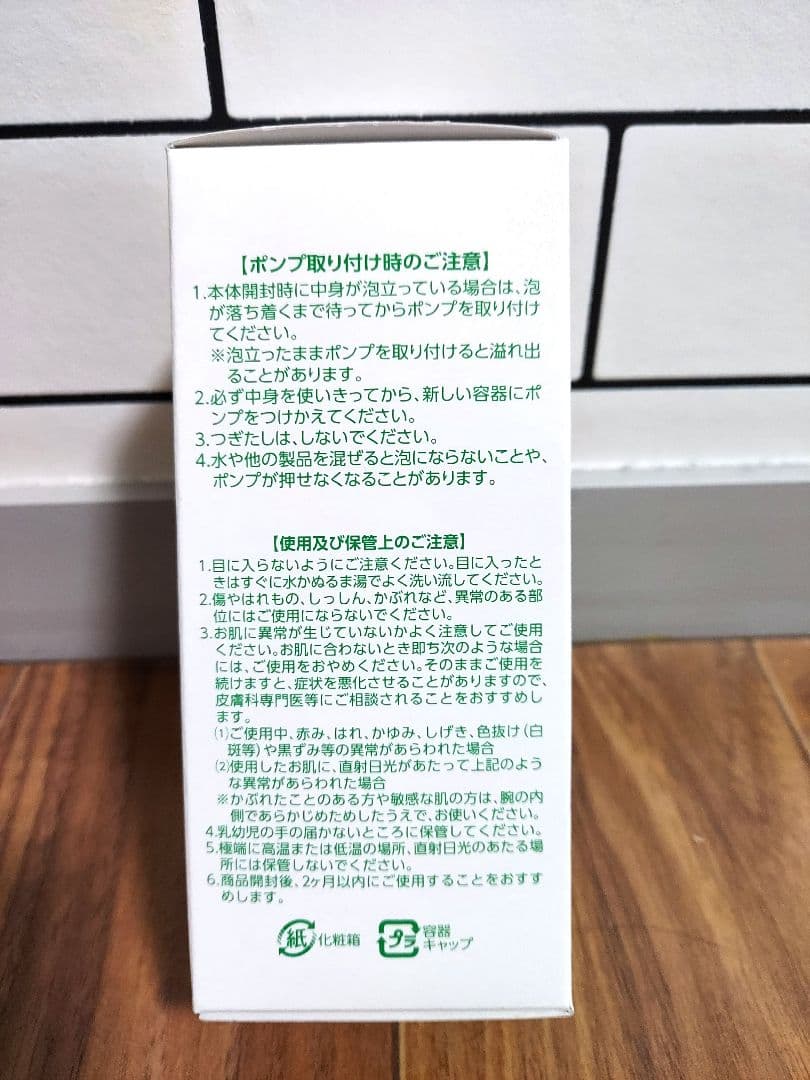 【ポンプ取り付け時のご注意】
1.本体開封時に中身が泡立っている場合は、泡
が落ち着くまで待ってからポンプを取り付け
てください。
※泡立ったままポンプを取り付けると溢れ出
ることがあります。
2.必ず中身を使いきってから、新しい容器にポ
ンプをつけかえてください。
3.つぎたしは、しないでください。
4.水や他の製品を混ぜると泡にならないことや、
ポンプが押せなくなることがあります。
【使用及び保管上のご注意】
1.目に入らないようにご注意ください。目に入ったと
きはすぐに水かぬるま湯でよく洗い流してください。
2.傷やはれもの、しっしん、かぶれなど、異常のある部
位にはご使用にならないでください。
3.お肌に異常が生じていないかよく注意してご使用
ください。お肌に合わないとき即ち次のような場合
には、ご使用をおやめください。そのままご使用を
続けますと、症状を悪化させることがありますので、
皮膚科専門医等にご相談されることをおすすめし
ます。
⑴ご使用中、赤み、はれ、かゆみ、しげき、色抜け(白
斑等)や黒ずみ等の異常があらわれた場合
⑵使用したお肌に、直射日光があたって上記のよう
な異常があらわれた場合
※かぶれたことのある方や敏感な肌の方は、腕の内
側であらかじめためしたうえで、お使いください。
4.乳幼児の手の届かないところに保管してください。
5.極端に高温または低温の場所、直射日光のあたる場
所には保管しないでください。
6.商品開封後、2ヶ月以内にご使用することをおすす
めします。
紙 化粧箱 プラ 容器
キャップ